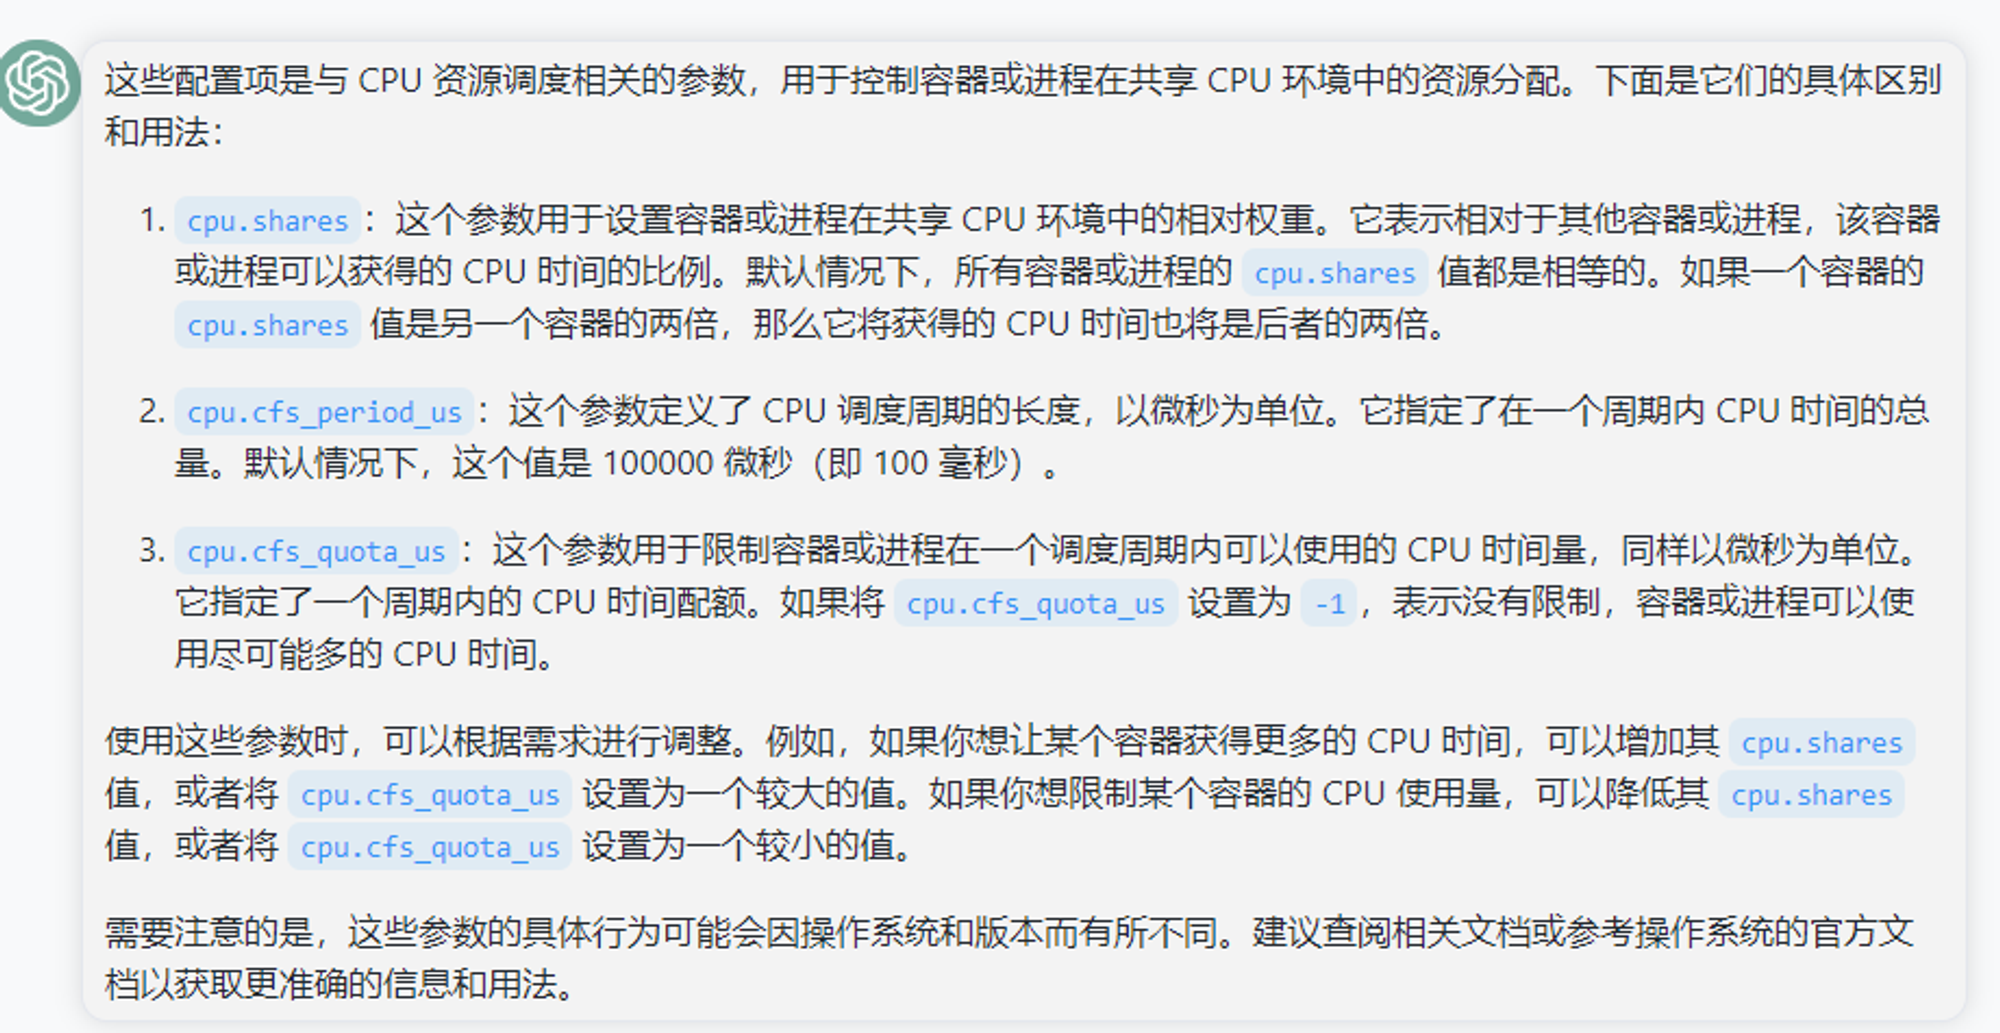 这些配置项是与 CPU 资源调度相关的参数，用于控制容器或进程在共享 CPU 环境中的资源分配。下面是它们的具体区别
和用法：
1. cpu.shares：这个参数用于设置容器或进程在共享 CPU 环境中的相对权重。它表示相对于其他容器或进程，该容器
或进程可以获得的 CPU 时间的比例。默认情况下，所有容器或进程的 cpu.shares 值都是相等的。如果一个容器的
cpu.shares 值是另一个容器的两倍，那么它将获得的 CPU 时间也将是后者的两倍。
2. cpu.cfs_period_us：这个参数定义了 CPU 调度周期的长度，以微秒为单位。它指定了在一个周期内 CPU 时间的总
量。默认情况下，这个值是 100000 微秒（即 100 毫秒）。
3. cpu.cfs_quota_us：这个参数用于限制容器或进程在一个调度周期内可以使用的 CPU 时间量，同样以微秒为单位。
它指定了一个周期内的 CPU 时间配额。如果将 cpu.cfs_quota_us 设置为 -1，表示没有限制，容器或进程可以使
用尽可能多的 CPU 时间。
使用这些参数时，可以根据需求进行调整。例如，如果你想让某个容器获得更多的 CPU 时间，可以增加其 cpu.shares
值，或者将 cpu.cfs_quota_us 设置为一个较大的值。如果你想限制某个容器的 CPU 使用量，可以降低其 cpu.shares
值，或者将 cpu.cfs_quota_us 设置为一个较小的值。
需要注意的是，这些参数的具体行为可能会因操作系统和版本而有所不同。建议查阅相关文档或参考操作系统的官方文
档以获取更准确的信息和用法。